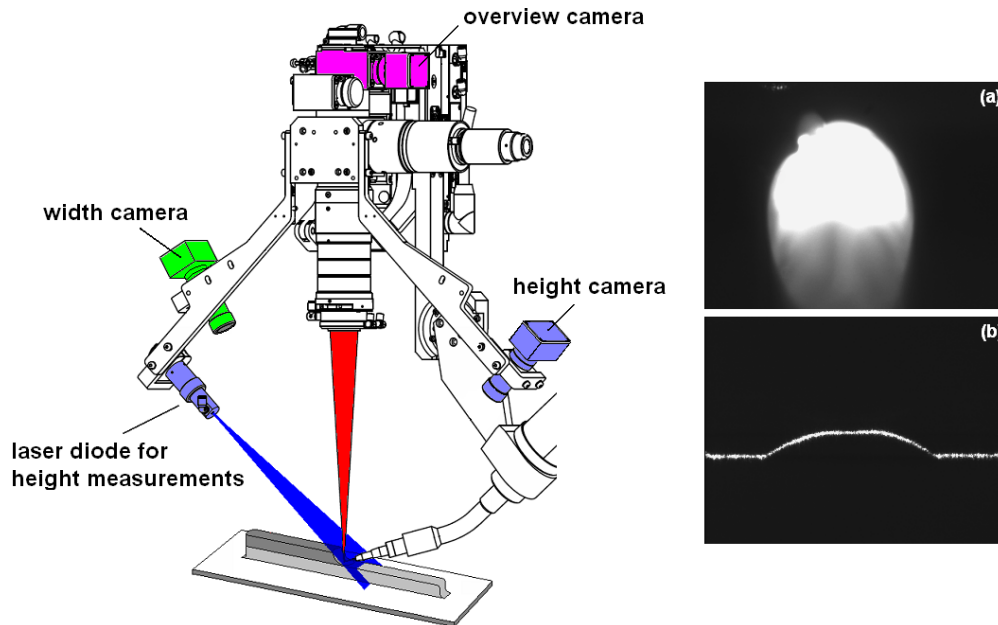 overview camera
width camera
height camera
laser diode for
height measurements
(a)
(b)